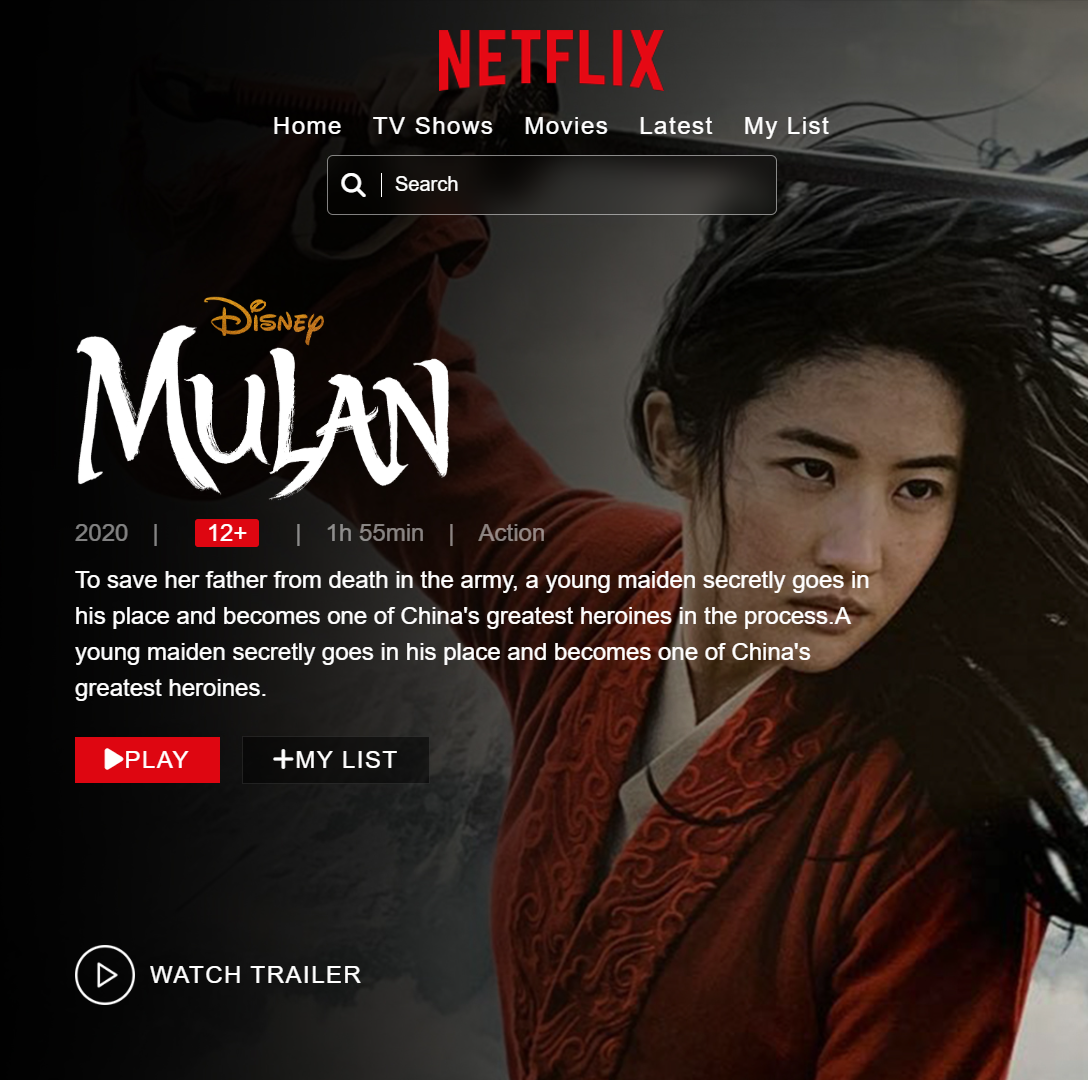 NETFLIX
Home TV Shows Movies Latest My List
Search
Disney
MULAN
2020 | 12+ | 1h 55min | Action
To save her father from death in the army, a young maiden secretly goes in
his place and becomes one of China's greatest heroines in the process.A
young maiden secretly goes in his place and becomes one of China's
greatest heroines.
PLAY MY LIST
WATCH TRAILER